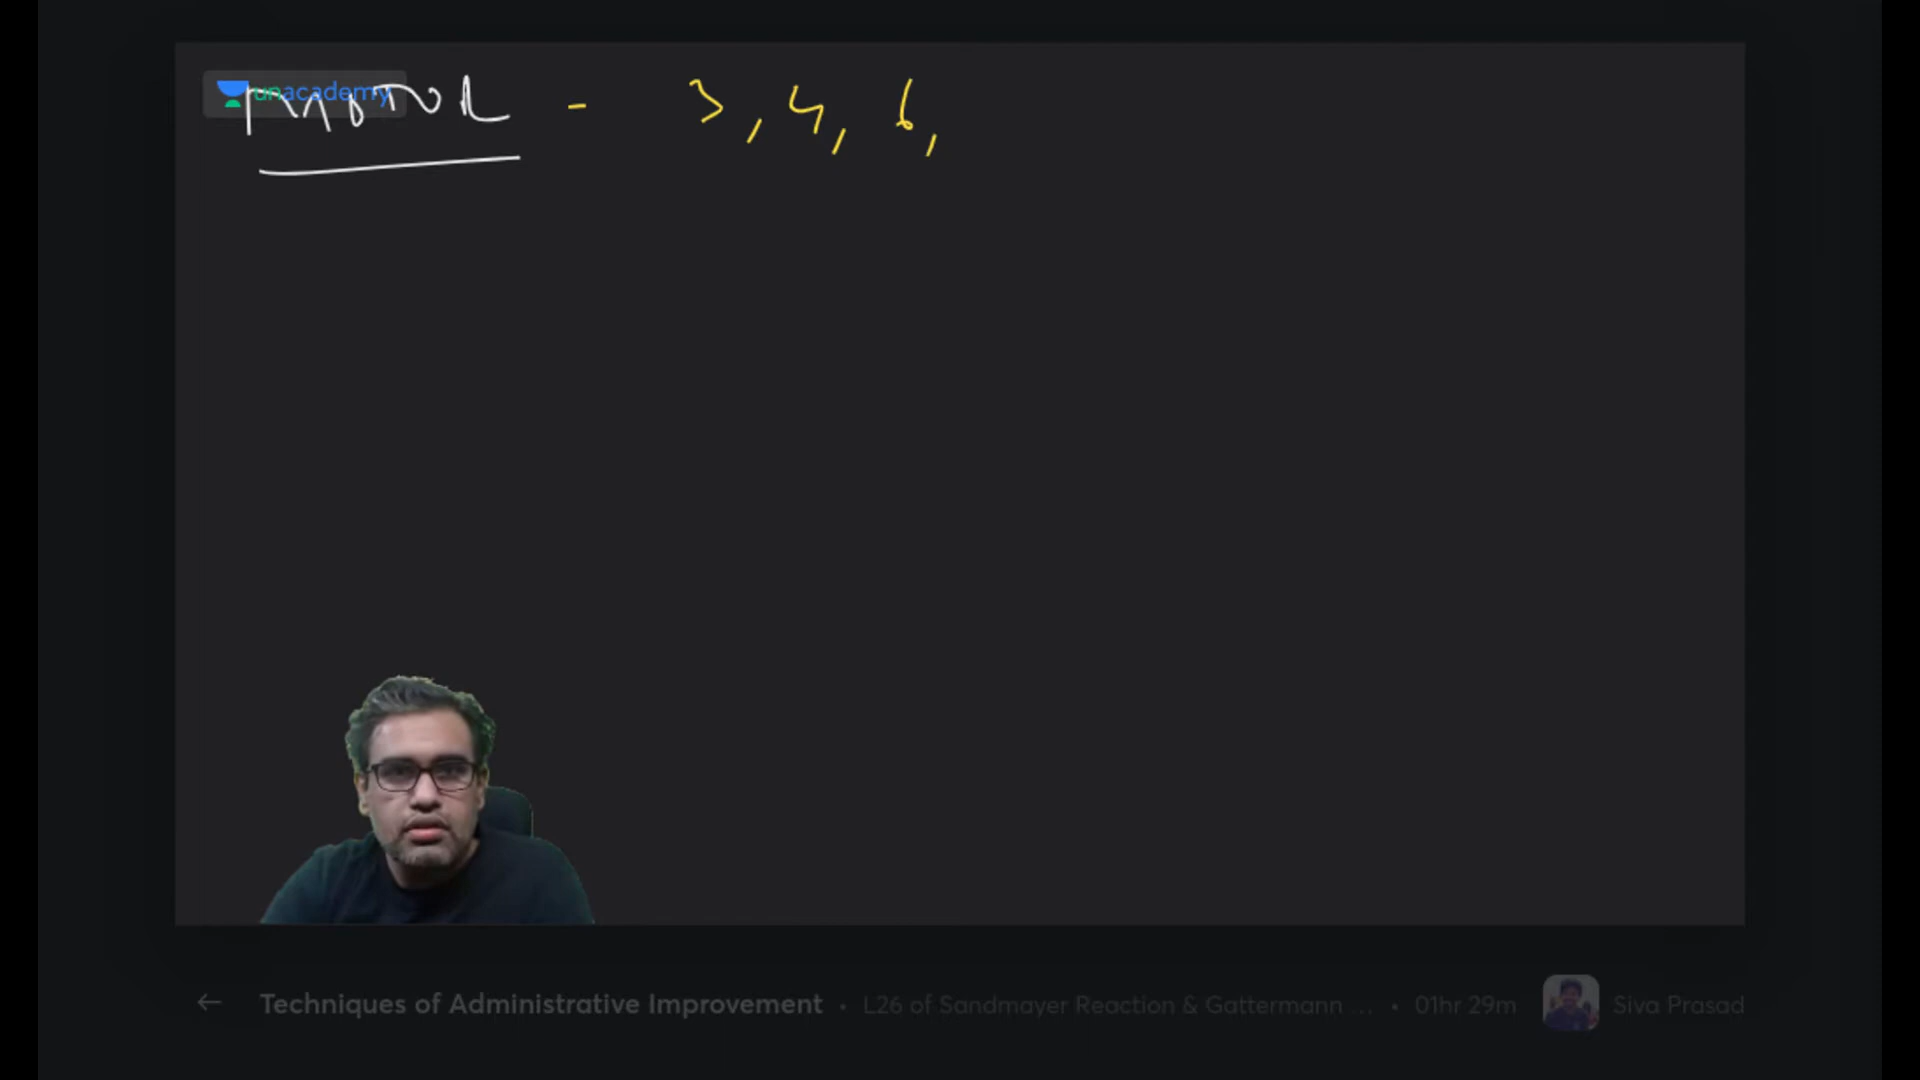 unacademy
- 3, 4, 6,
Techniques of Administrative Improvement • L26 of Sandmayer Reaction & Gattermann ... • 01hr 29m Siva Prasad